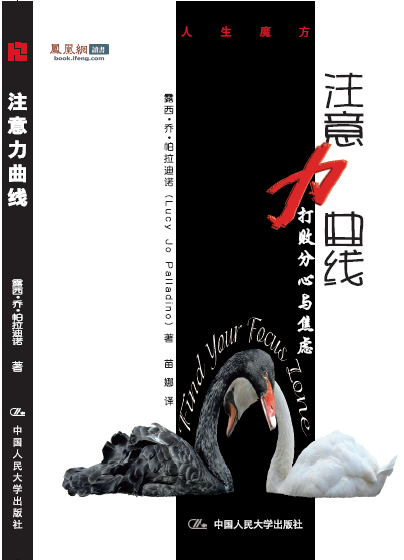 注意力曲线
露西·乔·帕拉迪诺 著
中国人民大学出版社
鳳凰網 讀書
book.ifeng.com
人生魔方
注意力曲线
打败分心与焦虑
露西·乔·帕拉迪诺（Lucy Jo Palladino）著
苗娜 译
Find Your Focus Zone
中国人民大学出版社